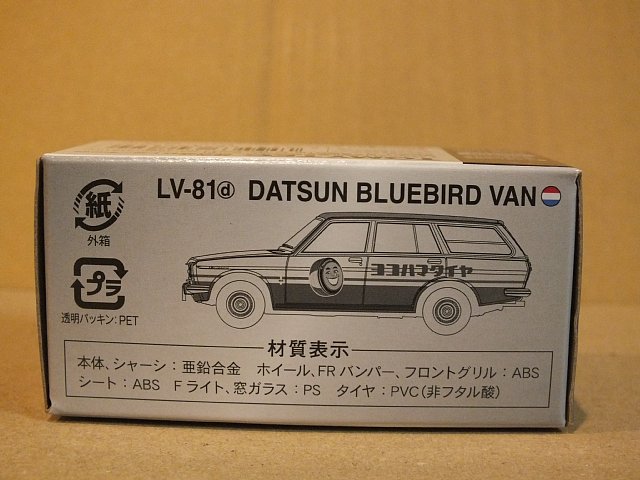 LV-81ⓓ DATSUN BLUEBIRD VAN
紙
外箱
プラ
透明パッキン:PET
ヨコハマタイヤ
材質表示
本体、シャーシ:亜鉛合金 ホイール、FRバンパー、フロントグリル:ABS
シート:ABS Fライト、窓ガラス:PS タイヤ:PVC(非フタル酸)